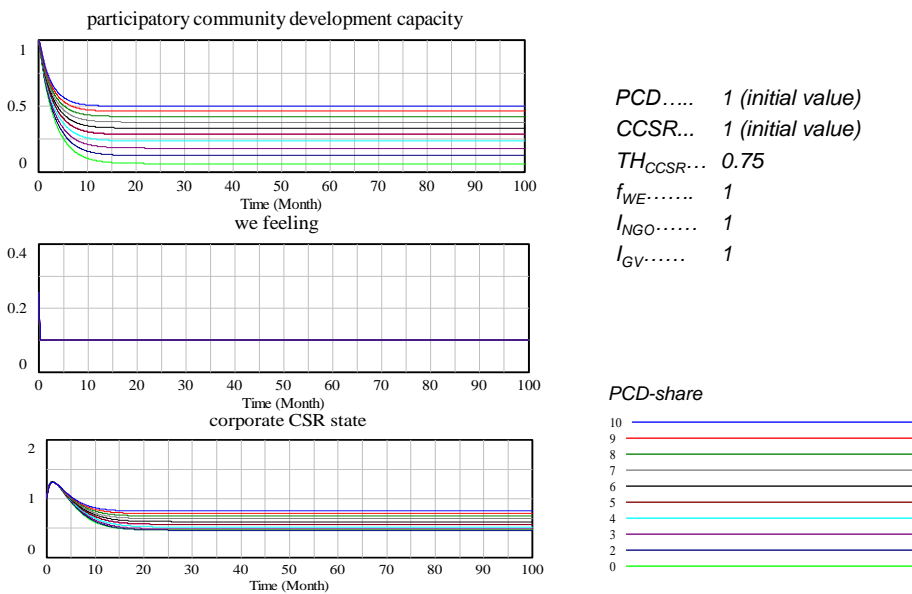 participatory community development capacity
1
0.5
0
0 10 20 30 40 50 60 70 80 90 100
Time (Month)
we feeling
0.4
0.2
0
0 10 20 30 40 50 60 70 80 90 100
Time (Month)
corporate CSR state
2
1
0
0 10 20 30 40 50 60 70 80 90 100
Time (Month)
PCD..... 1 (initial value)
CCSR... 1 (initial value)
TH_CCSR... 0.75
f_WE....... 1
I_NGO...... 1
I_GV...... 1
PCD-share
10
9
8
7
6
5
4
3
2
0